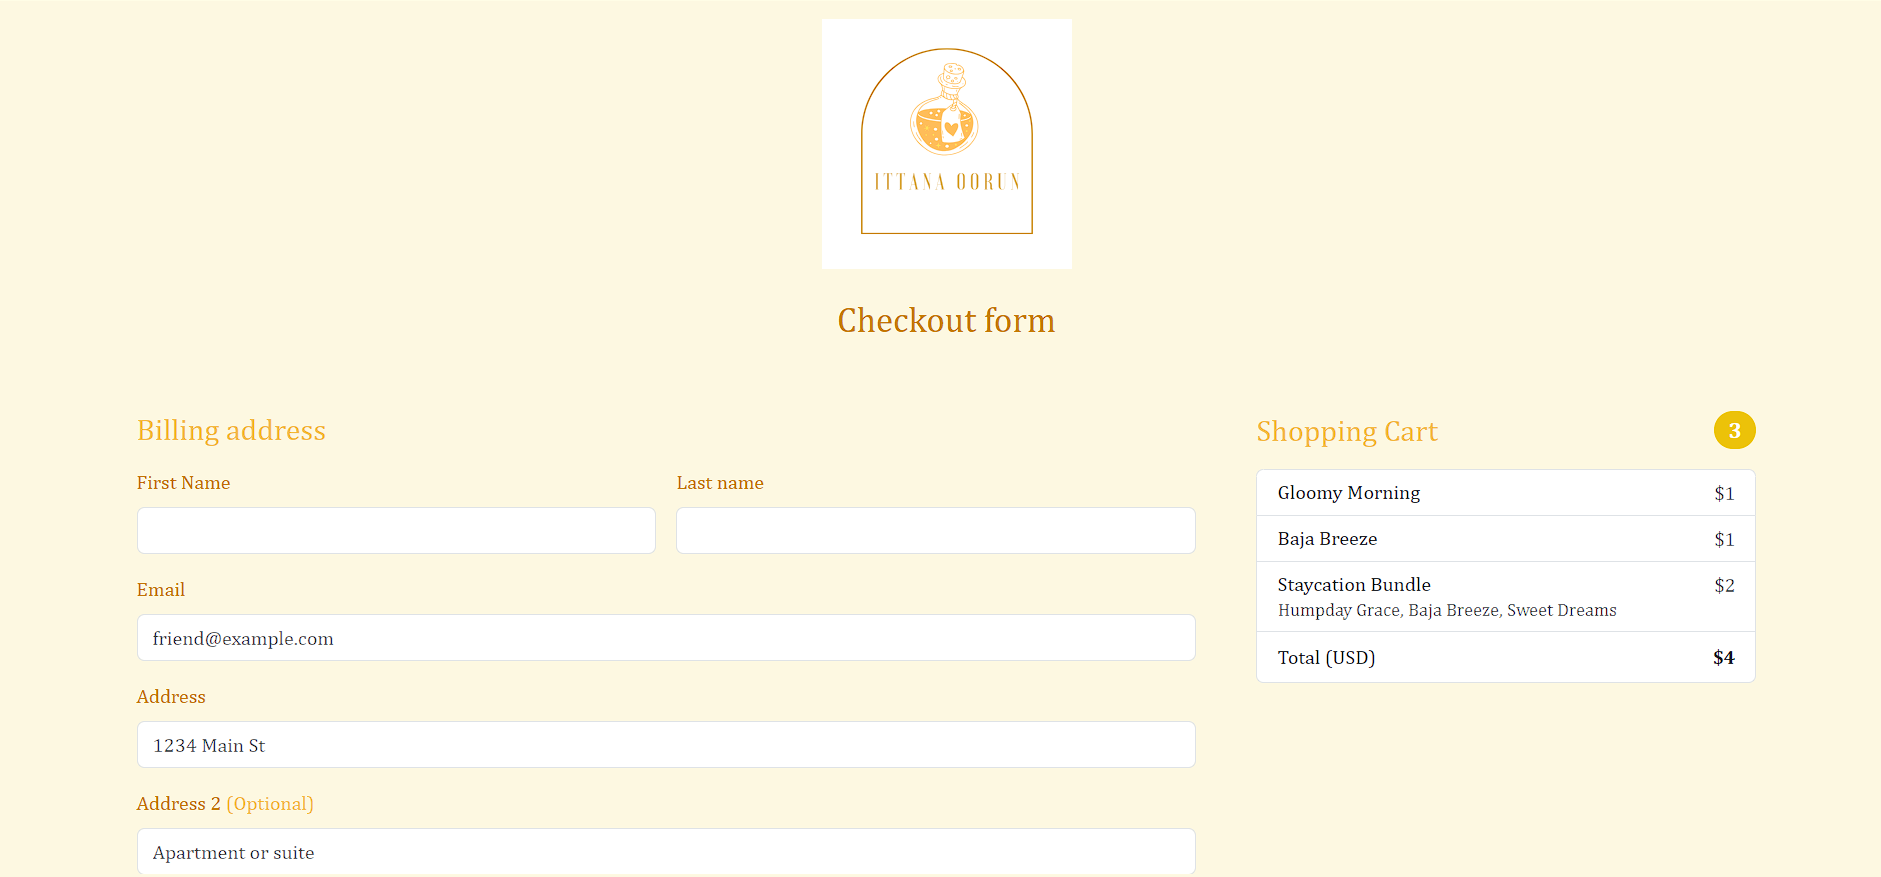 ITTANA OORUN
Checkout form
Billing address
First Name
Last name
Email
friend@example.com
Address
1234 Main St
Address 2 (Optional)
Apartment or suite
Shopping Cart
3
Gloomy Morning $1
Baja Breeze $1
Staycation Bundle $2
Humpday Grace, Baja Breeze, Sweet Dreams
Total (USD) $4